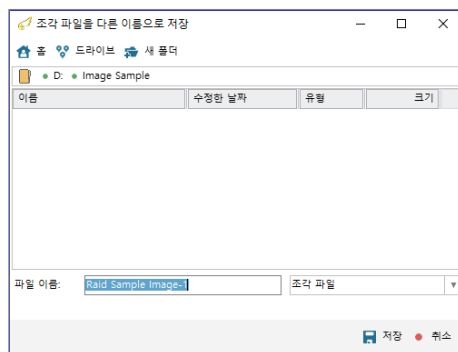 조각 파일을 다른 이름으로 저장
홈 드라이브 새 폴더
D: Image Sample
이름 수정한 날짜 유형 크기
파일 이름: Raid Sample Image-1 조각 파일
저장 취소